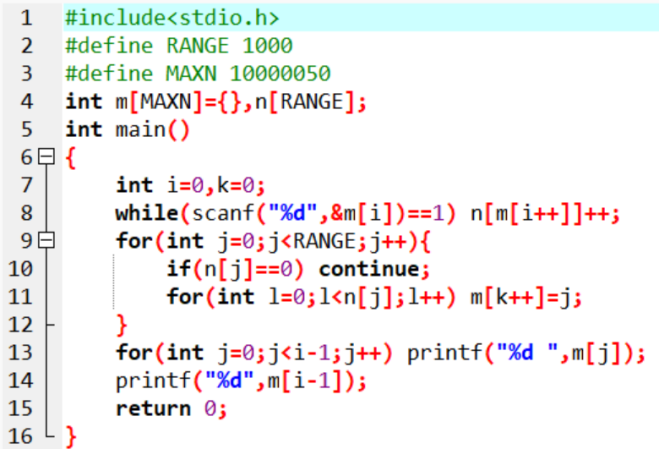 1 #include<stdio.h>
2 #define RANGE 1000
3 #define MAXN 10000050
4 int m[MAXN]={},n[RANGE];
5 int main()
6 {
7 int i=0,k=0;
8 while(scanf("%d",&m[i])==1) n[m[i++]]++;
9 for(int j=0;j<RANGE;j++){
10 if(n[j]==0) continue;
11 for(int l=0;l<n[j];l++) m[k++]=j;
12 }
13 for(int j=0;j<i-1;j++) printf("%d ",m[j]);
14 printf("%d",m[i-1]);
15 return 0;
16 }